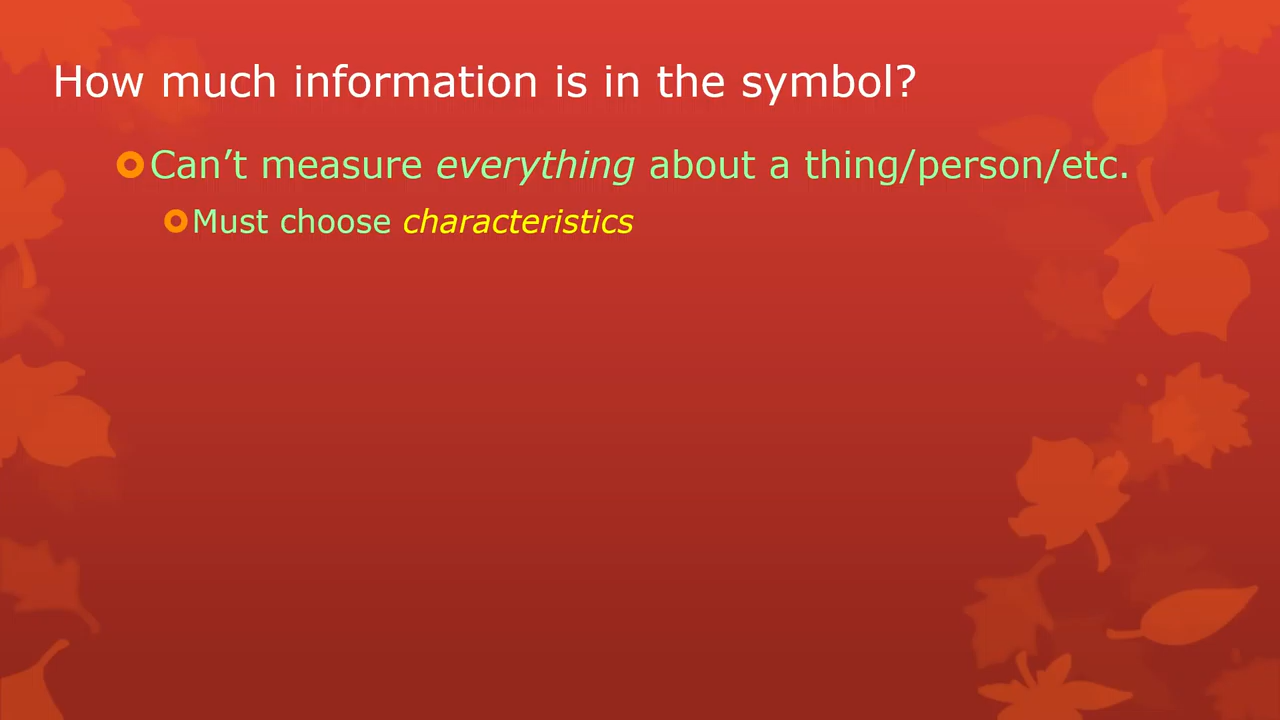 How much information is in the symbol?
Can’t measure everything about a thing/person/etc.
Must choose characteristics